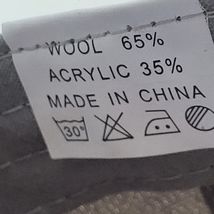 WOOL 65%
ACRYLIC 35%
MADE IN CHINA
30°